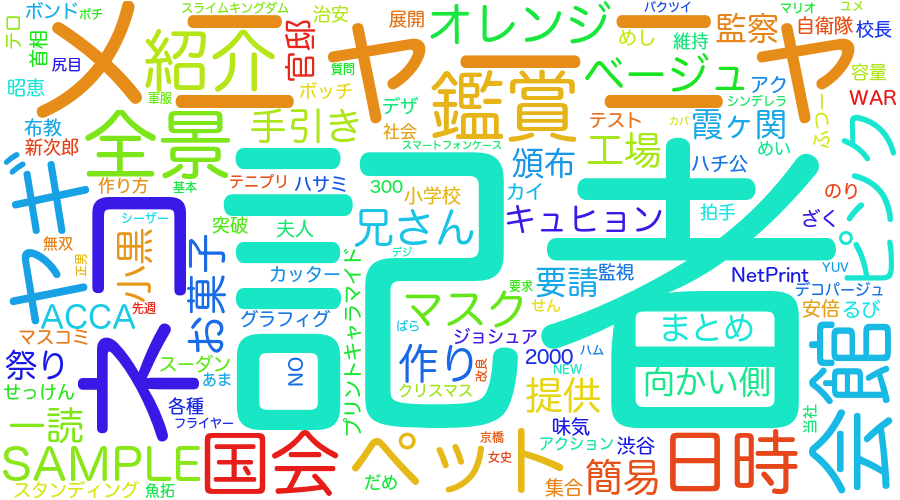 記者
ネコ
メーャー
ヤギ
ピンク
会館
国会
日時
ペット
全景
鑑賞
紹介
SAMPLE
オレンジ
ベージュ
手引き
官邸
工場
霞ヶ関
監察
頒布
兄さん
キュヒョン
マスク
作り
提供
要請
監視
まとめ
向かい側
簡易
お菓子
小黒
ACCA
祭り
一読
NetPrint
WAR
スライムキングダム
ボンド
ポチ
治安
展開
パクツイ
マリオ
ユメ
自衛隊
校長
テロ
首相
尻目
昭恵
軍服
質問
ボッチ
めし
維持
容量
布教
新次郎
デザ
社会
テスト
アク
シンデレラ
カバ
めい
ぶつー
作り方
基本
テニプリ
ハサミ
スマートフォンケース
300
小学校
カイ
ハチ公
拍手
のり
ざく
シーザー
無双
正男
突破
夫人
カッター
プリントキャラマイド
デジ
要求
せん
YUV
デコパージュ
安倍
るび
先週
グラフィグ
ばら
ジョシュア
マスコミ
スーダン
NO
2000
ハム
NEW
改良
せっけん
あま
クリスマス
各種
フライヤー
味気
アクション
渋谷
当社
京橋
女史
スタンディング
魚拓
だめ
集合